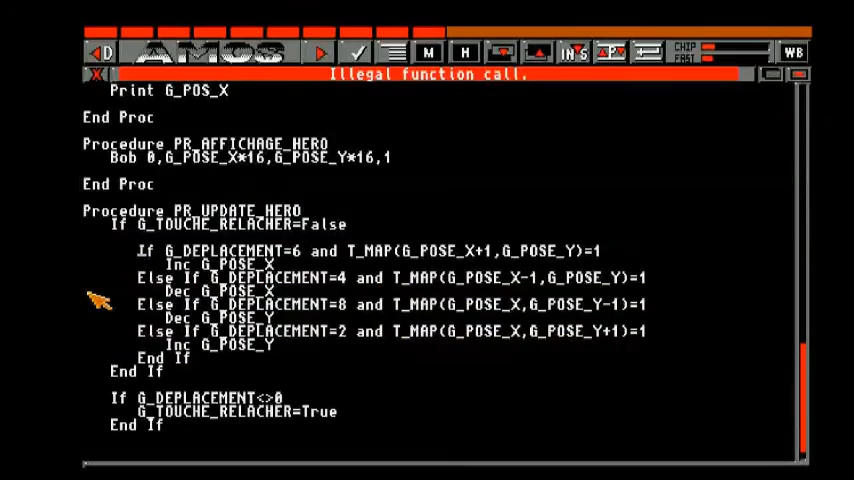 D AMOS M H INS P CHIP FAST WB
Illegal function call.
Print G_POS_X
End Proc
Procedure PR_AFFICHAGE_HERO
Bob 0,G_POSE_X*16,G_POSE_Y*16,1
End Proc
Procedure PR_UPDATE_HERO
If G_TOUCHE_RELACHER=False
If G_DEPLACEMENT=6 and T_MAP(G_POSE_X+1,G_POSE_Y)=1
Inc G_POSE_X
Else If G_DEPLACEMENT=4 and T_MAP(G_POSE_X-1,G_POSE_Y)=1
Dec G_POSE_X
Else If G_DEPLACEMENT=8 and T_MAP(G_POSE_X,G_POSE_Y-1)=1
Dec G_POSE_Y
Else If G_DEPLACEMENT=2 and T_MAP(G_POSE_X,G_POSE_Y+1)=1
Inc G_POSE_Y
End If
End If
If G_DEPLACEMENT<>0
G_TOUCHE_RELACHER=True
End If